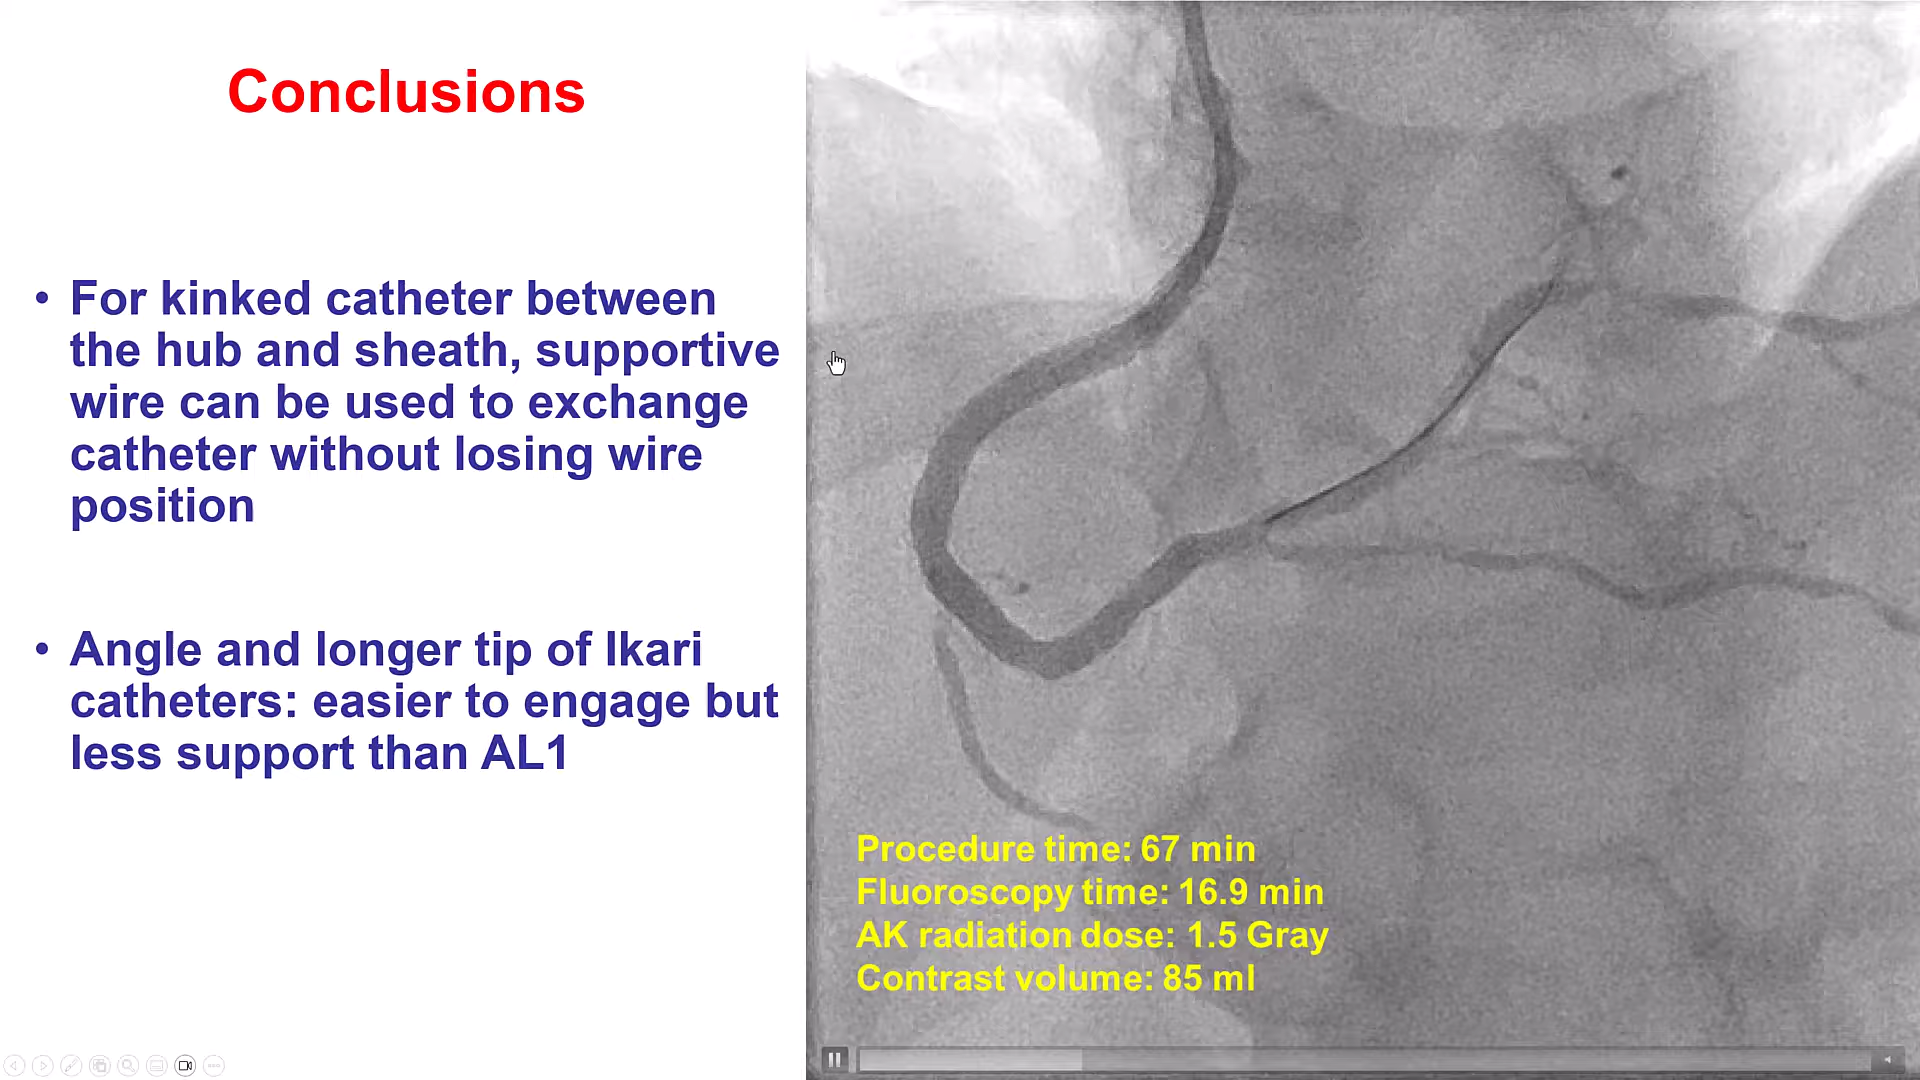 Conclusions
• For kinked catheter between
the hub and sheath, supportive
wire can be used to exchange
catheter without losing wire
position
• Angle and longer tip of Ikari
catheters: easier to engage but
less support than AL1
Procedure time: 67 min
Fluoroscopy time: 16.9 min
AK radiation dose: 1.5 Gray
Contrast volume: 85 ml